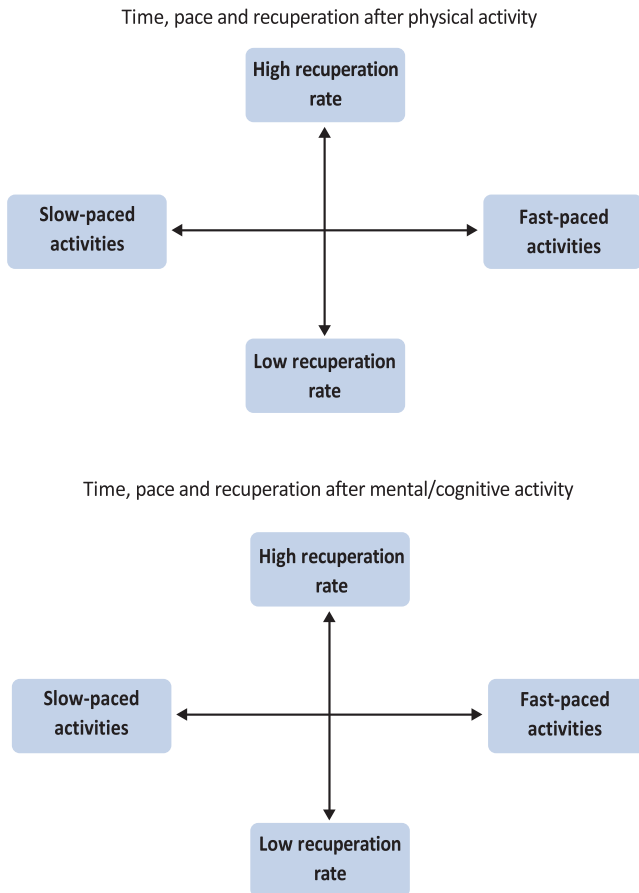 Time, pace and recuperation after physical activity
High recuperation
rate
Slow-paced
activities
Fast-paced
activities
Low recuperation
rate
Time, pace and recuperation after mental/cognitive activity
High recuperation
rate
Slow-paced
activities
Fast-paced
activities
Low recuperation
rate